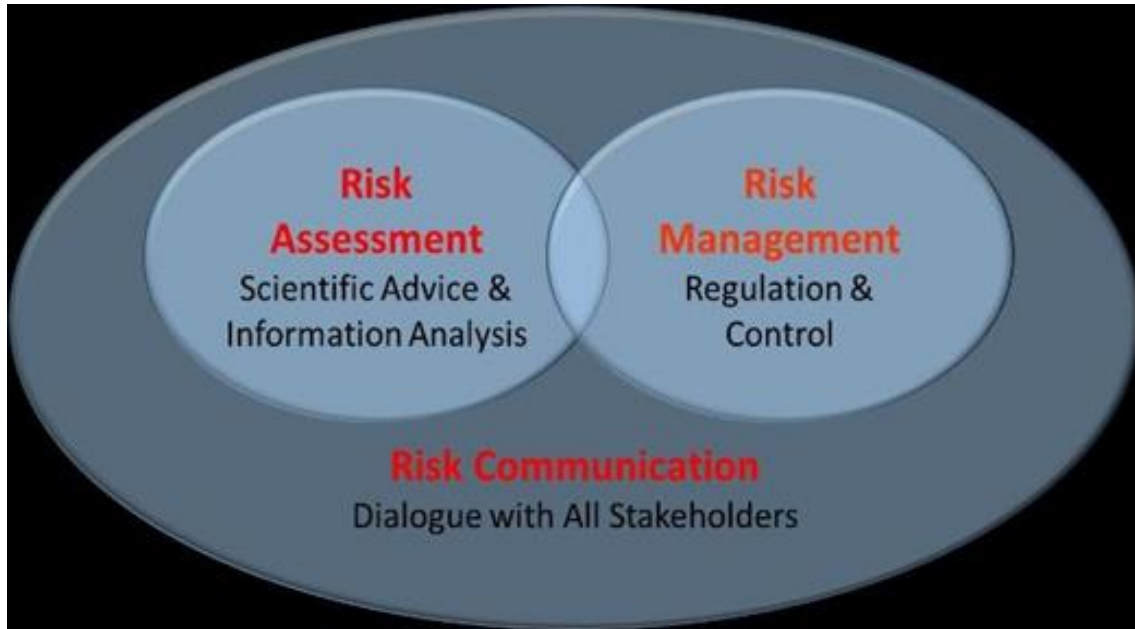 Risk
Assessment
Scientific Advice &
Information Analysis
Risk
Management
Regulation &
Control
Risk Communication
Dialogue with All Stakeholders